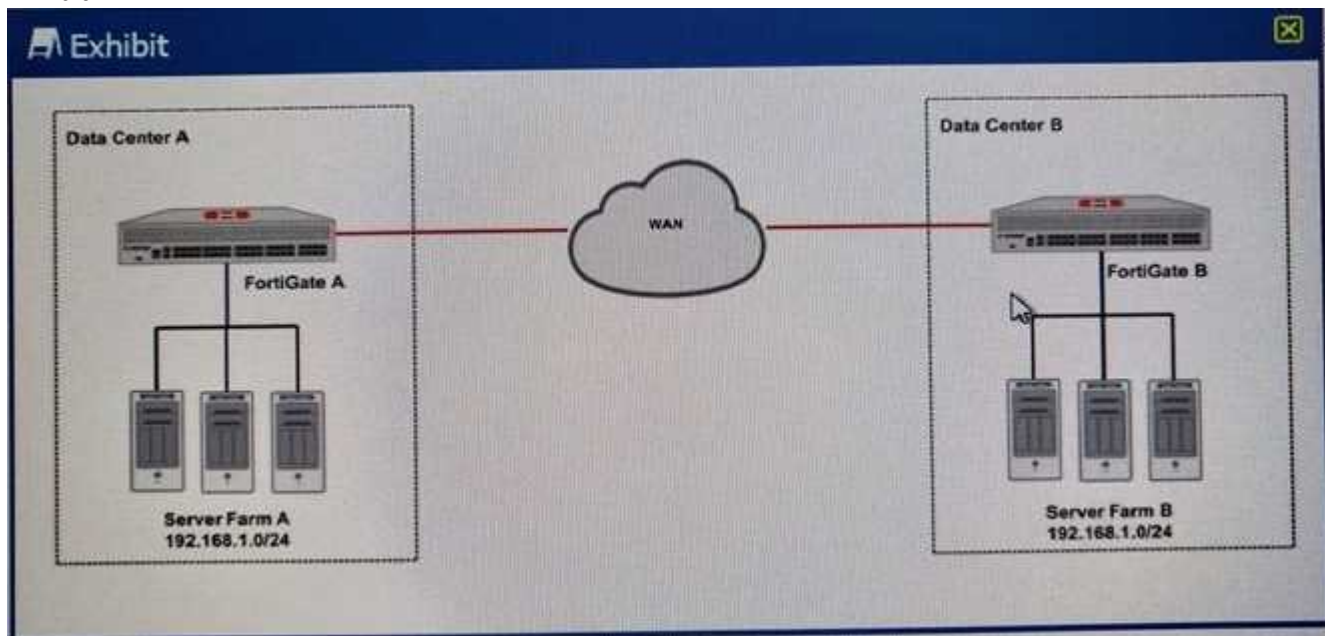 Exhibit
Data Center A
Data Center B
WAN
FortiGate A
FortiGate B
Server Farm A
192.168.1.0/24
Server Farm B
192.168.1.0/24